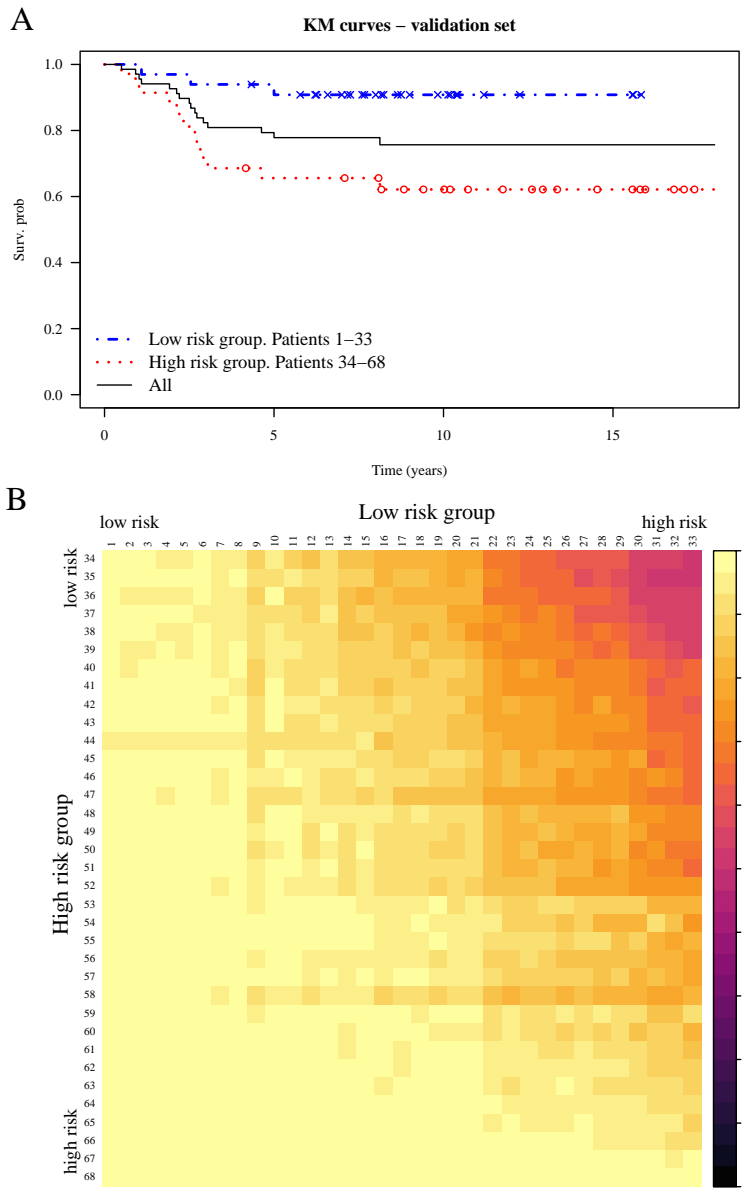 A
KM curves – validation set
1.0
0.8
0.6
0.4
0.2
0.0
Surv. prob
Low risk group. Patients 1–33
High risk group. Patients 34–68
All
0 5 10 15
Time (years)
B
Low risk group
low risk high risk
1 2 3 4 5 6 7 8 9 10 11 12 13 14 15 16 17 18 19 20 21 22 23 24 25 26 27 28 29 30 31 32 33
low risk
High risk group
high risk
34
35
36
37
38
39
40
41
42
43
44
45
46
47
48
49
50
51
52
53
54
55
56
57
58
59
60
61
62
63
64
65
66
67
68